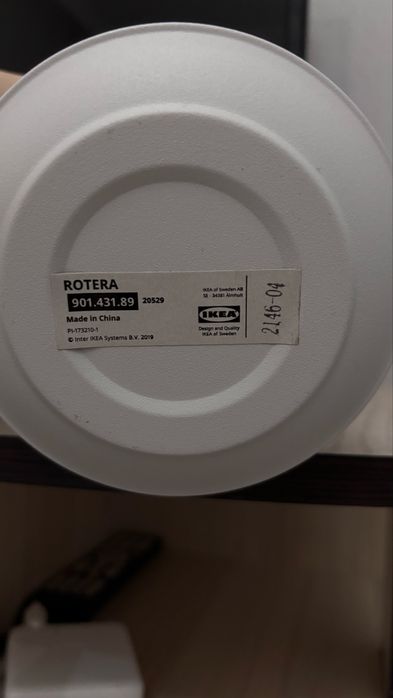 ROTERA
901.431.89 20529
Made in China
PI-173210-1
© Inter IKEA Systems B.V. 2019
IKEA of Sweden AB
SE - 34381 Älmhult
IKEA
Design and Quality
IKEA of Sweden
2146-04